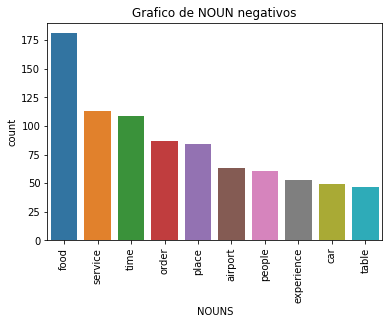 Grafico de NOUN negativos
175
150
125
100
75
50
25
0
count
food
service
time
order
place
airport
people
experience
car
table
NOUNS